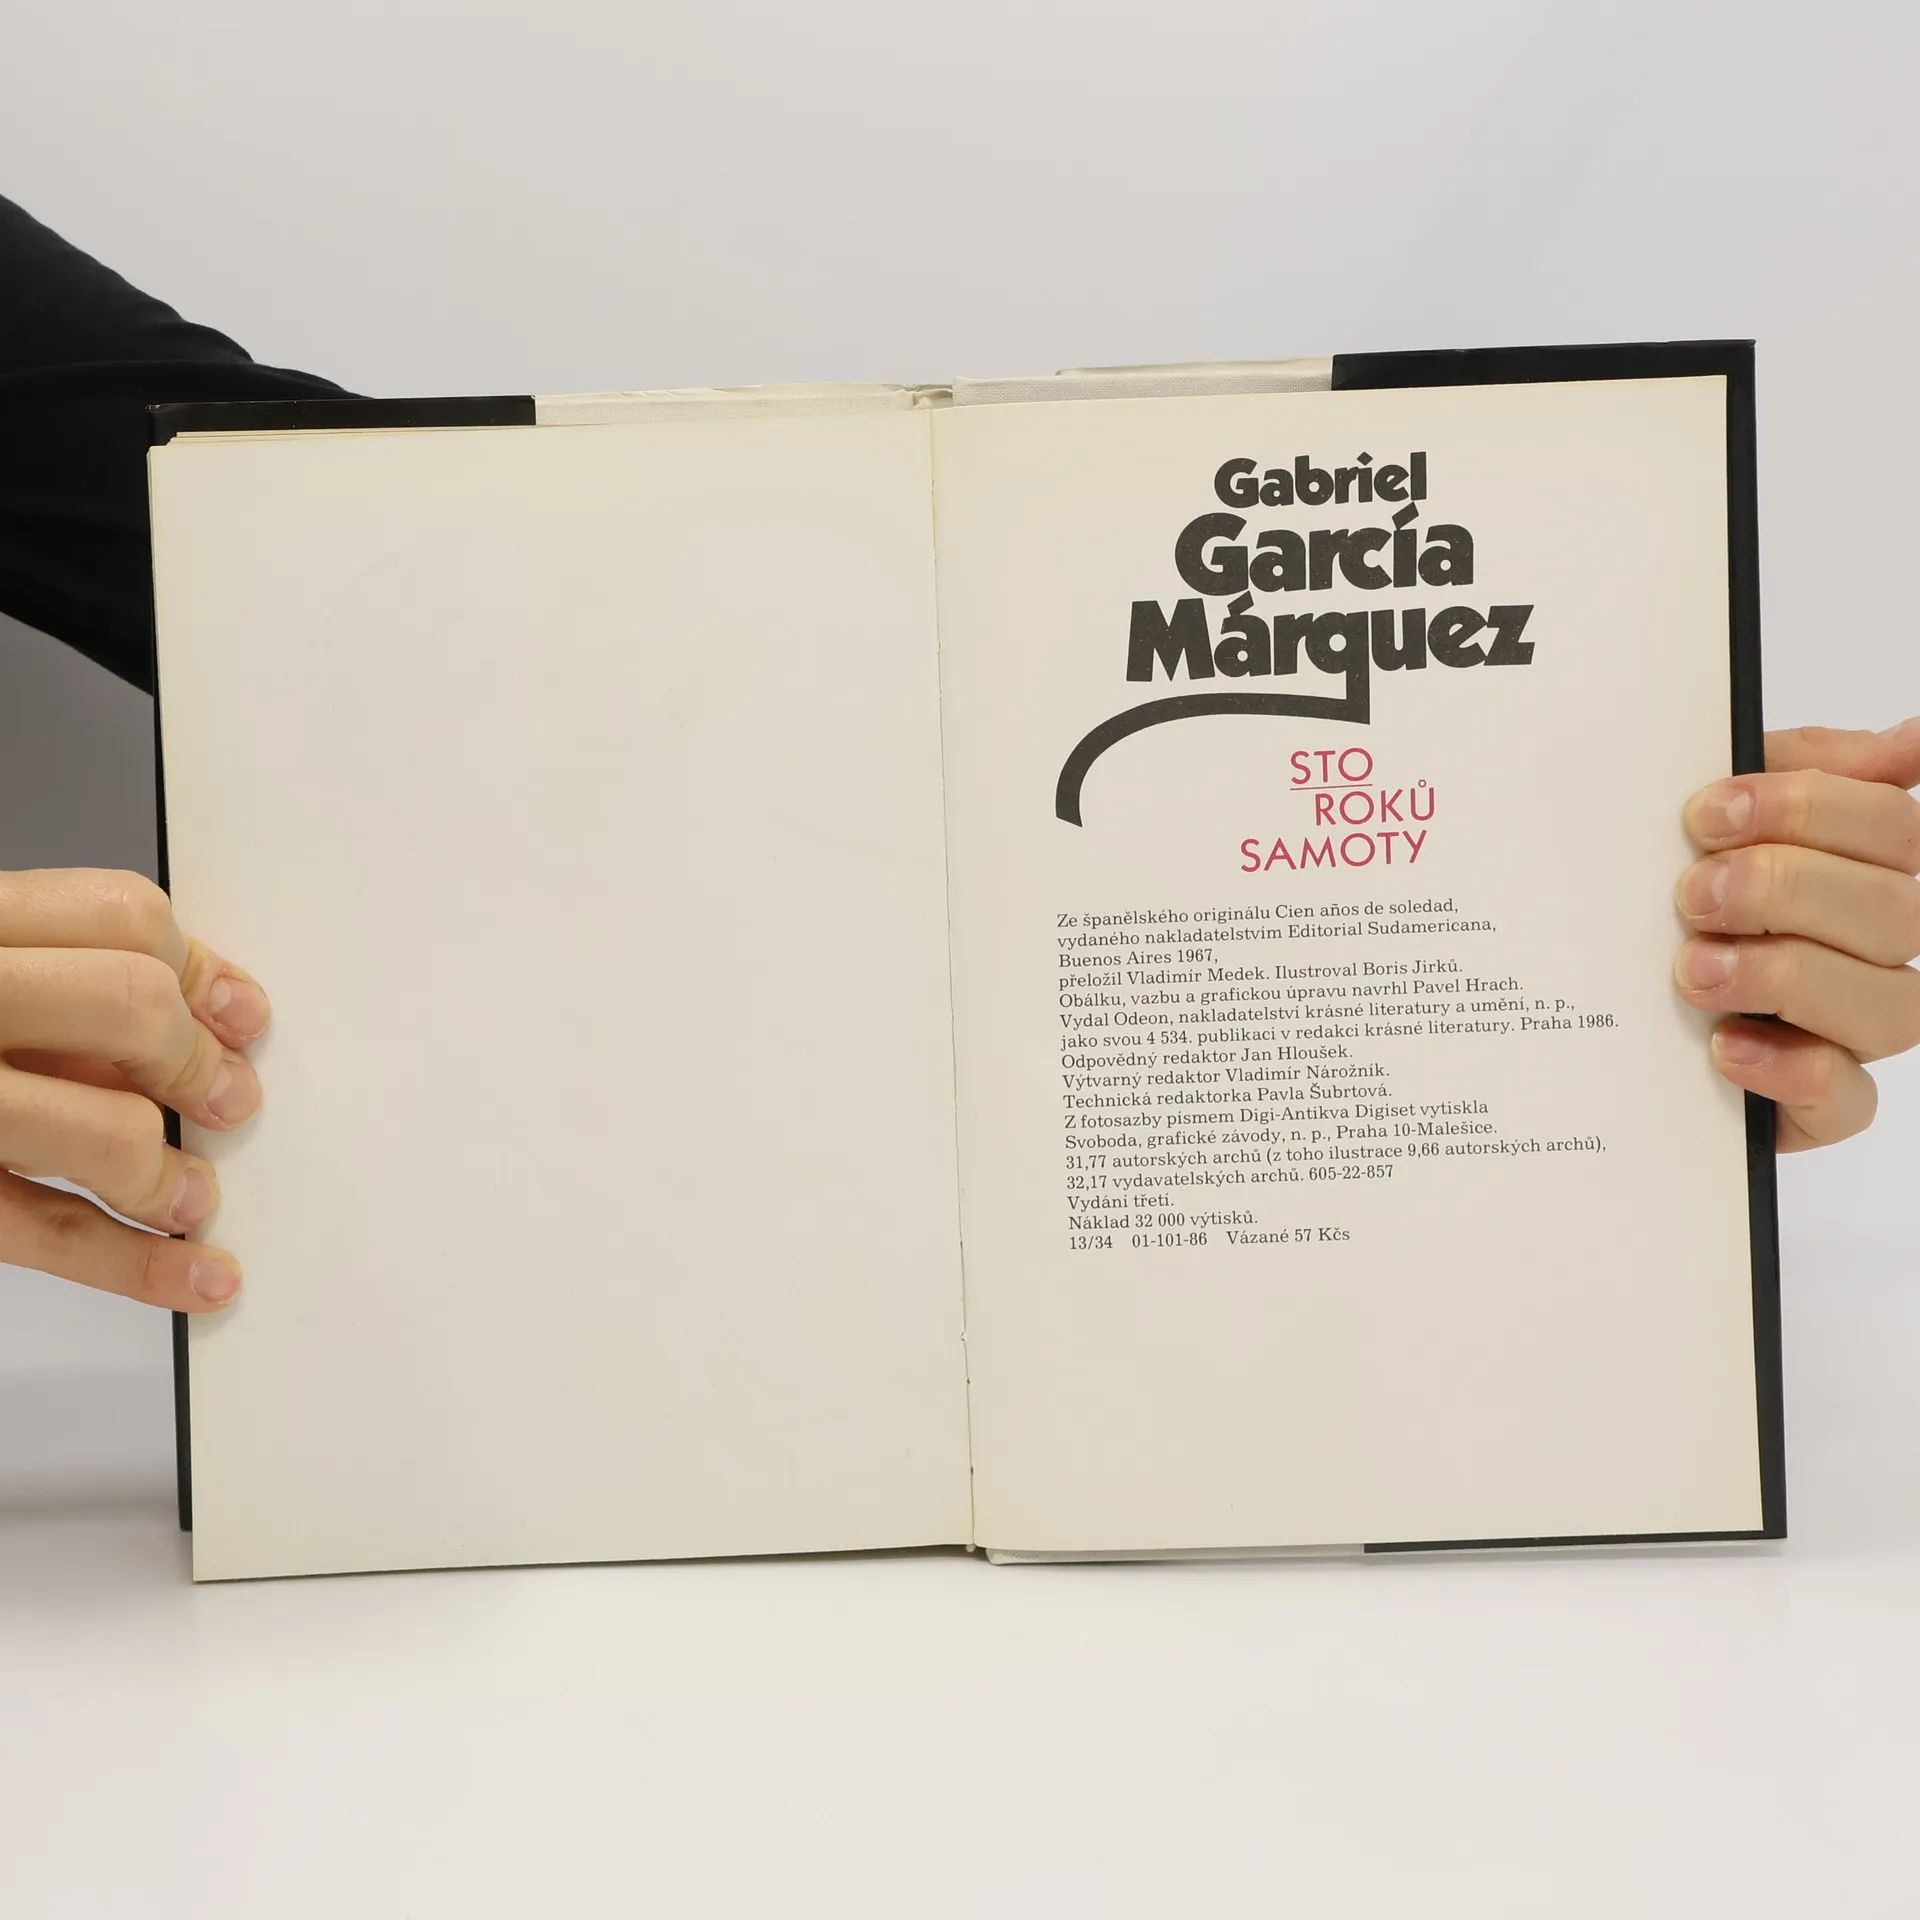 Gabriel
García
Márquez
STO
ROKŮ
SAMOTY
Ze španělského originálu Cien años de soledad,
vydaného nakladatelstvím Editorial Sudamericana,
Buenos Aires 1967,
přeložil Vladimír Medek. Ilustroval Boris Jirků.
Obálku, vazbu a grafickou úpravu navrhl Pavel Hrach.
Vydal Odeon, nakladatelství krásné literatury a umění, n. p.,
jako svou 4 534. publikaci v redakci krásné literatury. Praha 1986.
Odpovědný redaktor Jan Hloušek.
Výtvarný redaktor Vladimír Nárožník.
Technická redaktorka Pavla Šubrtová.
Z fotosazby písmem Digi-Antikva Digiset vytiskla
Svoboda, grafické závody, n. p., Praha 10-Malešice.
31,77 autorských archů (z toho ilustrace 9,66 autorských archů),
32,17 vydavatelských archů. 605-22-857
Vydání třetí.
Náklad 32 000 výtisků.
13/34 01-101-86 Vázané 57 Kčs